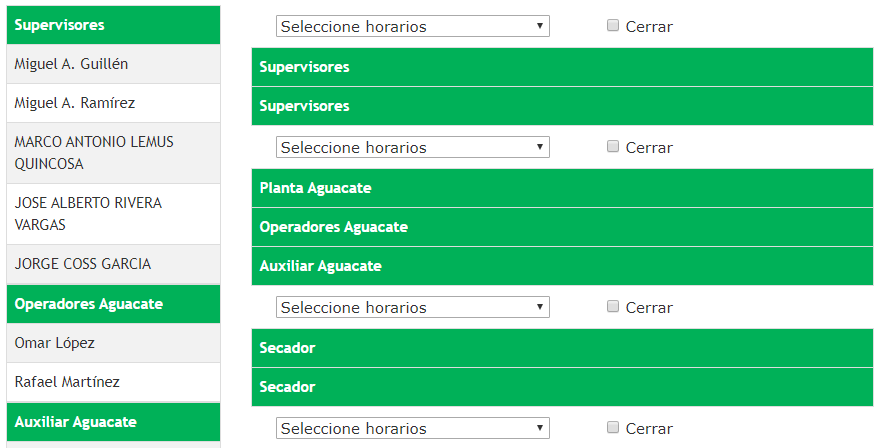 Supervisores
Miguel A. Guillén
Miguel A. Ramírez
MARCO ANTONIO LEMUS
QUINCOSA
JOSE ALBERTO RIVERA
VARGAS
JORGE COSS GARCIA
Operadores Aguacate
Omar López
Rafael Martínez
Auxiliar Aguacate
Seleccione horarios
Cerrar
Supervisores
Supervisores
Seleccione horarios
Cerrar
Planta Aguacate
Operadores Aguacate
Auxiliar Aguacate
Seleccione horarios
Cerrar
Secador
Secador
Seleccione horarios
Cerrar